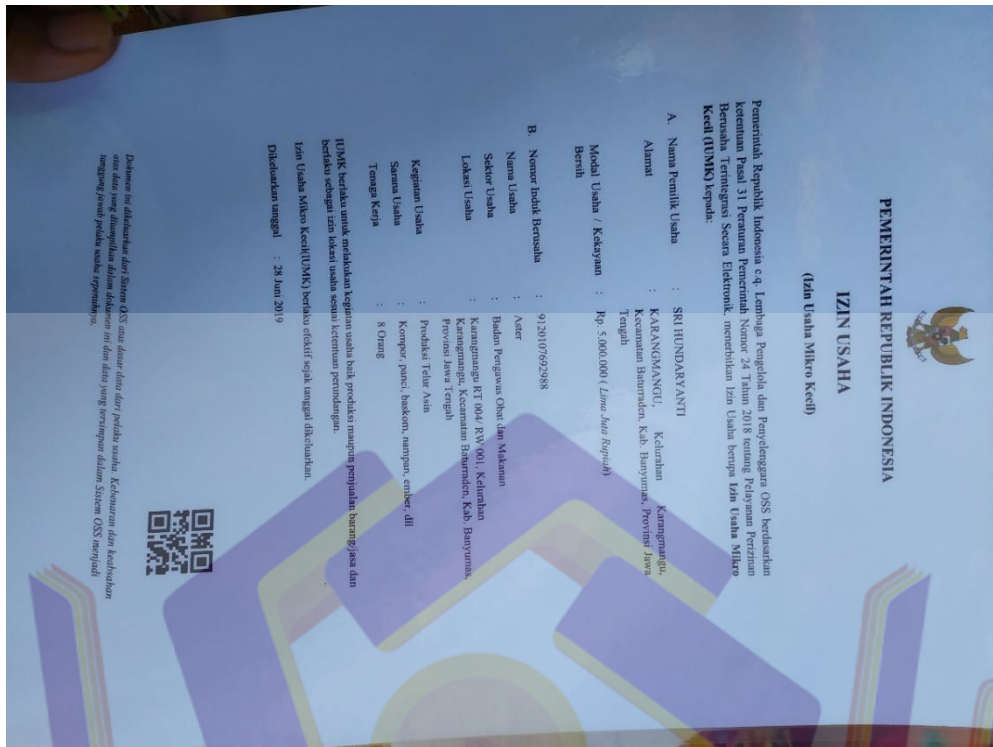 PEMERINTAH REPUBLIK INDONESIA
IZIN USAHA
(Izin Usaha Mikro Kecil)
Pemerintah Republik Indonesia c.q. Lembaga Pengelola dan Penyelenggara OSS berdasarkan
ketentuan Pasal 31 Peraturan Pemerintah Nomor 24 Tahun 2018 tentang Pelayanan Perizinan
Berusaha Terintegrasi Secara Elektronik, menerbitkan Izin Usaha berupa Izin Usaha Mikro
Kecil (IUMK) kepada:
A. Nama Pemilik Usaha : SRI HUNDARYANTI
Alamat : KARANGMANGU, Kelurahan Karangmangu,
Kecamatan Baturraden, Kab. Banyumas, Provinsi Jawa
Tengah
Modal Usaha / Kekayaan : Rp. 5.000.000 ( Lima Juta Rupiah)
Bersih
B. Nomor Induk Berusaha : 9120107692988
Nama Usaha : Aster
Sektor Usaha : Badan Pengawas Obat dan Makanan
Lokasi Usaha : Karangmangu RT 004/ RW 001, Kelurahan
Karangmangu, Kecamatan Baturraden, Kab. Banyumas,
Provinsi Jawa Tengah
Kegiatan Usaha : Produksi Telur Asin
Sarana Usaha : Kompor, panci, baskom, nampan, ember, dll
Tenaga Kerja : 8 Orang
IUMK berlaku untuk melakukan kegiatan usaha baik produksi maupun penjualan barang/jasa dan
berlaku sebagai izin lokasi usaha sesuai ketentuan perundangan.
Izin Usaha Mikro Kecil(IUMK) berlaku efektif sejak tanggal dikeluarkan.
Dikeluarkan tanggal : 28 Juni 2019
Dokumen ini dikeluarkan dari Sistem OSS atas dasar data dari pelaku usaha. Kebenaran dan keabsahan
atas data yang ditampilkan dalam dokumen ini dan data yang tersimpan dalam Sistem OSS menjadi
tanggung jawab pelaku usaha sepenuhnya.